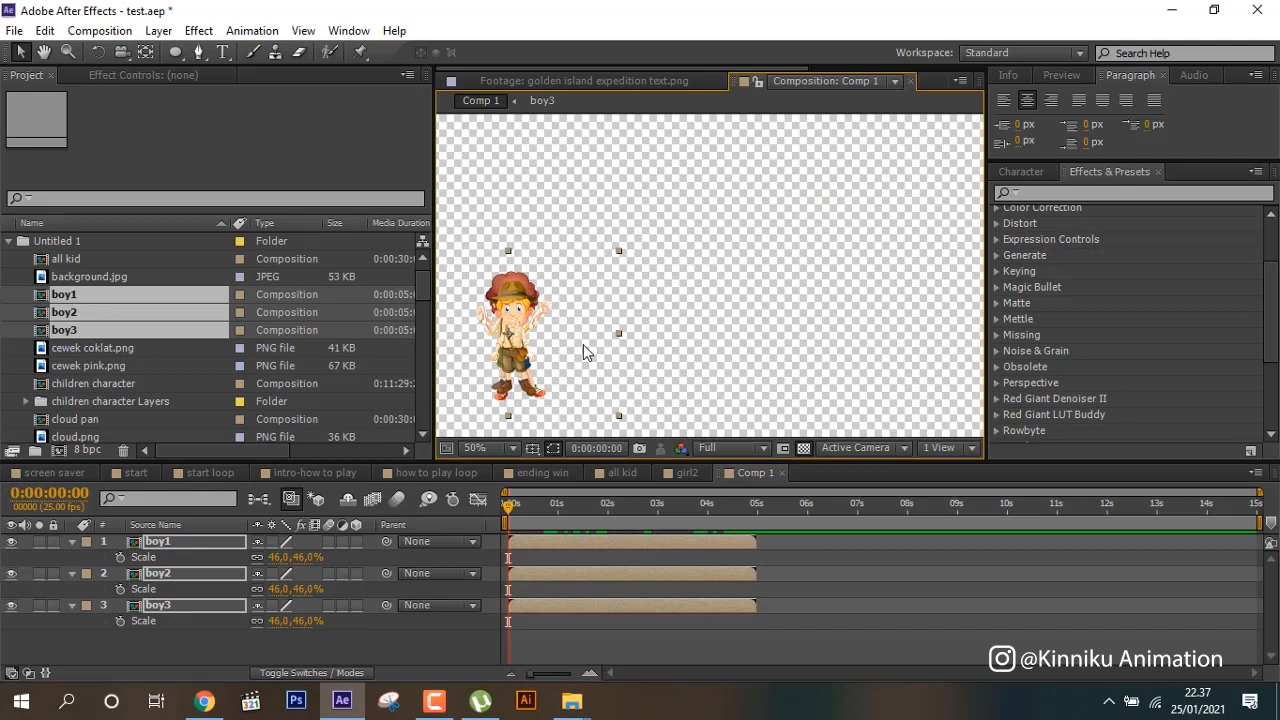 Adobe After Effects - test.aep *
File Edit Composition Layer Effect Animation View Window Help
Workspace: Standard Search Help
Project Effect Controls: (none)
Footage: golden island expedition text.png Composition: Comp 1
Info Preview Paragraph Audio
Comp 1 boy3
0 px 0 px 0 px
0 px 0 px
Character Effects & Presets
Name Type Size Media Duration
Untitled 1 Folder
all kid Composition 0:00:30:
background.jpg JPEG 53 KB
boy1 Composition 0:00:05:
boy2 Composition 0:00:05:
boy3 Composition 0:00:05:
cewek coklat.png PNG file 41 KB
cewek pink.png PNG file 67 KB
children character Composition 0:11:29:
children character Layers Folder
cloud pan Composition 0:00:30:
cloud.png PNG file 36 KB
8 bpc
Color Correction
Distort
Expression Controls
Generate
Keying
Magic Bullet
Matte
Mettle
Missing
Noise & Grain
Obsolete
Perspective
Red Giant Denoiser II
Red Giant LUT Buddy
Rowbyte
50% 0:00:00:00 Full Active Camera 1 View
screen saver start start loop intro-how to play how to play loop ending win all kid girl2 Comp 1
0:00:00:00
00000 (25.00 fps)
:00s 01s 02s 03s 04s 05s 06s 07s 08s 09s 10s 11s 12s 13s 14s 15s
# Source Name Parent
1 boy1 None
Scale 46,0,46,0%
2 boy2 None
Scale 46,0,46,0%
3 boy3 None
Scale 46,0,46,0%
Toggle Switches / Modes
@Kinniku Animation
22.37
25/01/2021